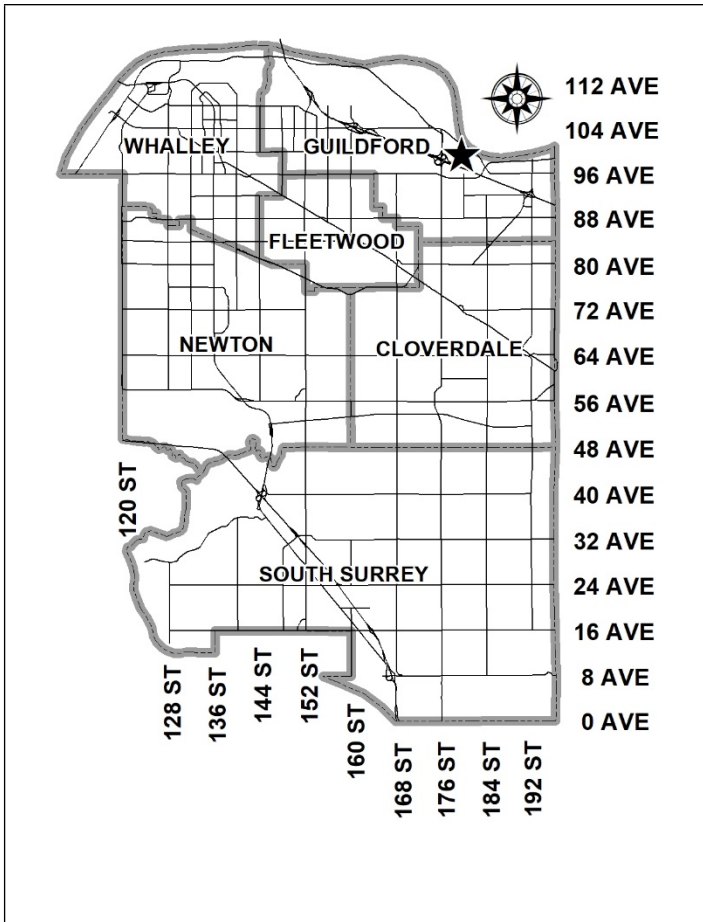 112 AVE
104 AVE
WHALLEY
GUILDFORD
96 AVE
88 AVE
FLEETWOOD
80 AVE
72 AVE
NEWTON
CLOVERDALE
64 AVE
56 AVE
48 AVE
120 ST
40 AVE
32 AVE
SOUTH SURREY
24 AVE
16 AVE
8 AVE
128 ST
136 ST
144 ST
152 ST
160 ST
0 AVE
168 ST
176 ST
184 ST
192 ST